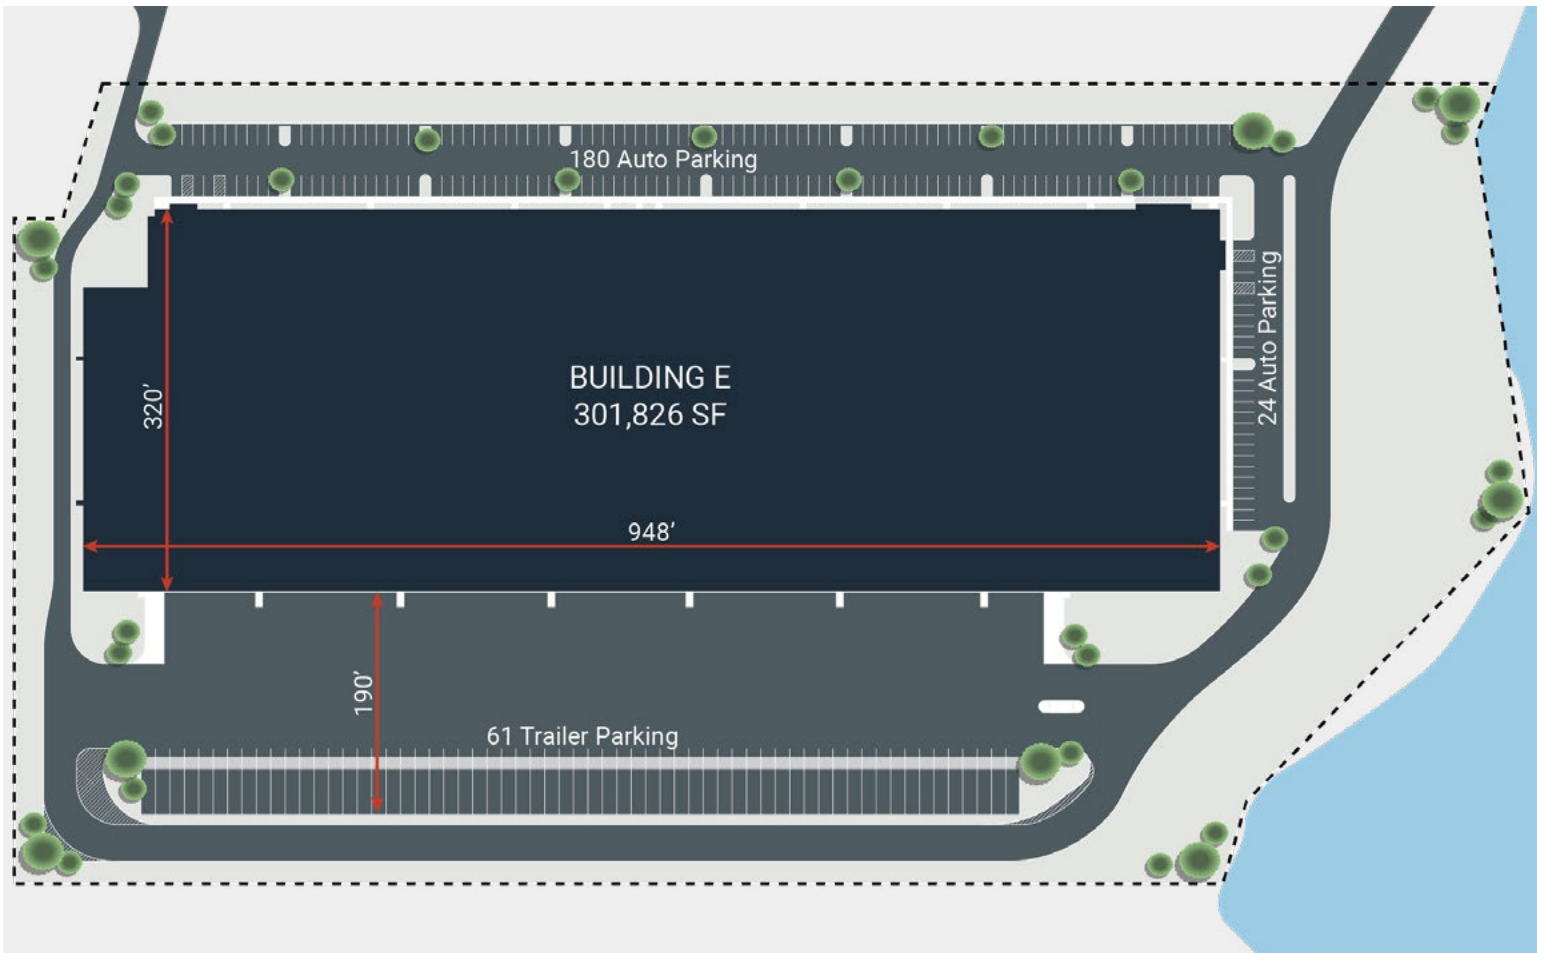 180 Auto Parking
24 Auto Parking
BUILDING E
301,826 SF
320’
948’
190’
61 Trailer Parking